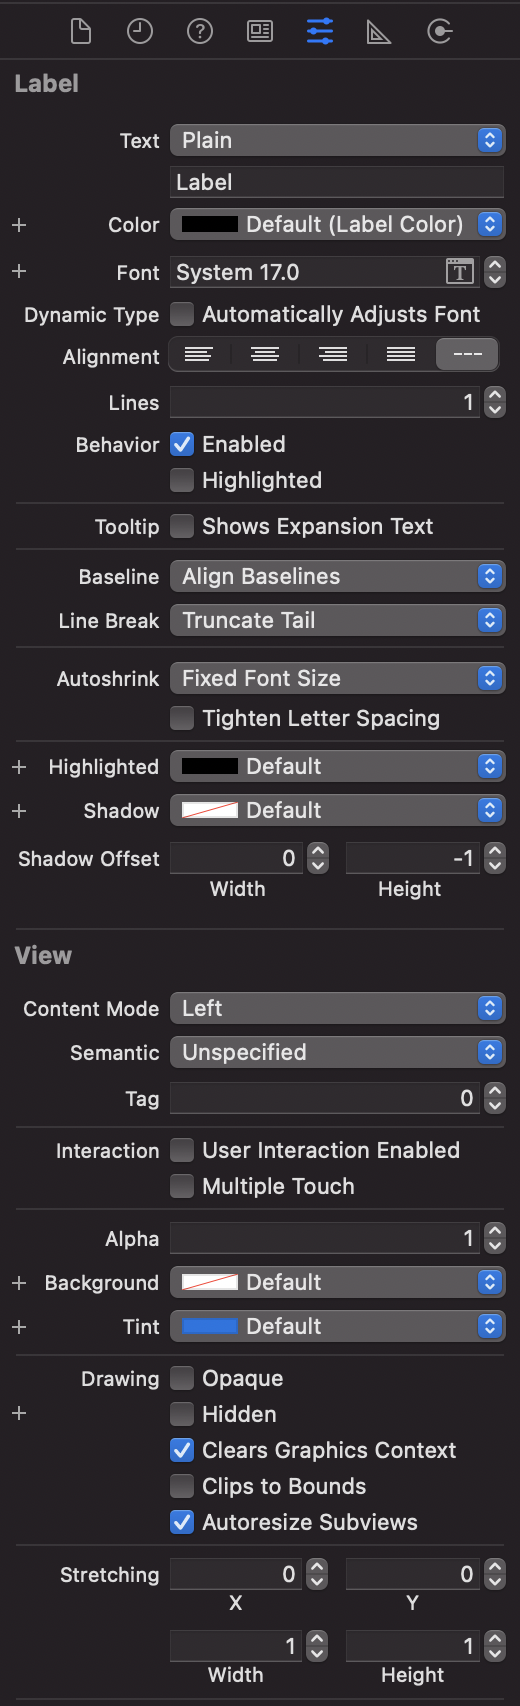 Label
Text Plain
Label
+ Color Default (Label Color)
+ Font System 17.0 T
Dynamic Type Automatically Adjusts Font
Alignment ---
Lines 1
Behavior Enabled
Highlighted
Tooltip Shows Expansion Text
Baseline Align Baselines
Line Break Truncate Tail
Autoshrink Fixed Font Size
Tighten Letter Spacing
+ Highlighted Default
+ Shadow Default
Shadow Offset 0 -1
Width Height
View
Content Mode Left
Semantic Unspecified
Tag 0
Interaction User Interaction Enabled
Multiple Touch
Alpha 1
+ Background Default
+ Tint Default
Drawing Opaque
+ Hidden
Clears Graphics Context
Clips to Bounds
Autoresize Subviews
Stretching 0 0
X Y
1 1
Width Height